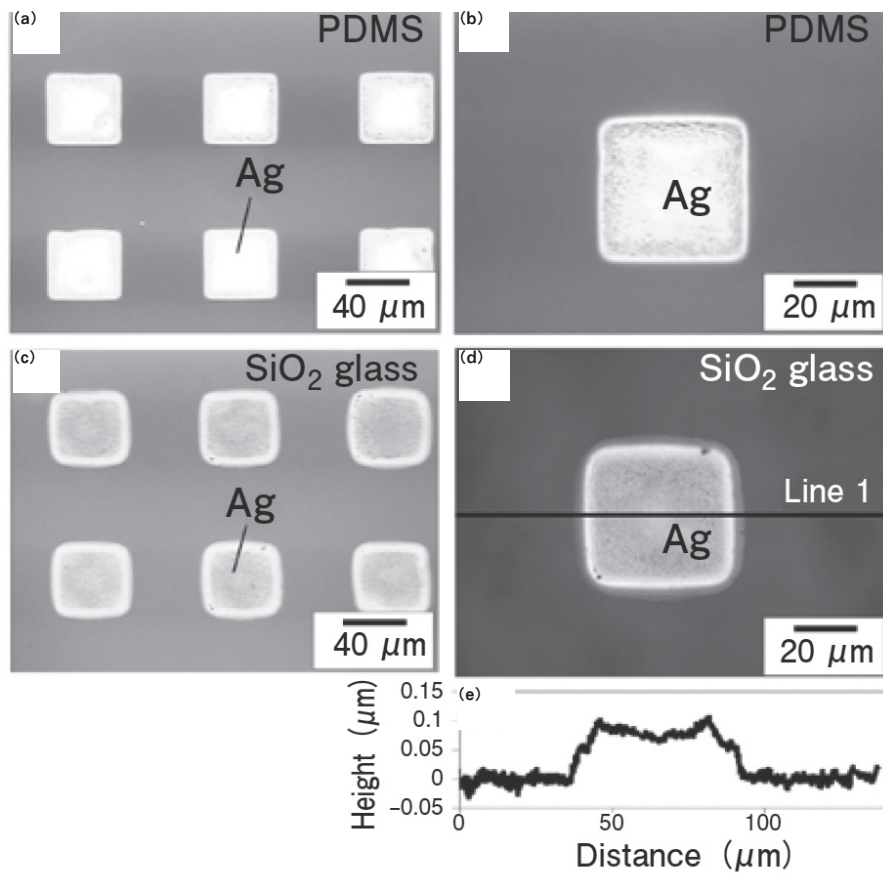 (a)
PDMS
Ag
40 μm
(b)
PDMS
Ag
20 μm
(c)
SiO₂ glass
Ag
40 μm
(d)
SiO₂ glass
Line 1
Ag
20 μm
(e)
Height (μm)
0.15
0.1
0.05
0
−0.05
0
50
100
Distance (μm)